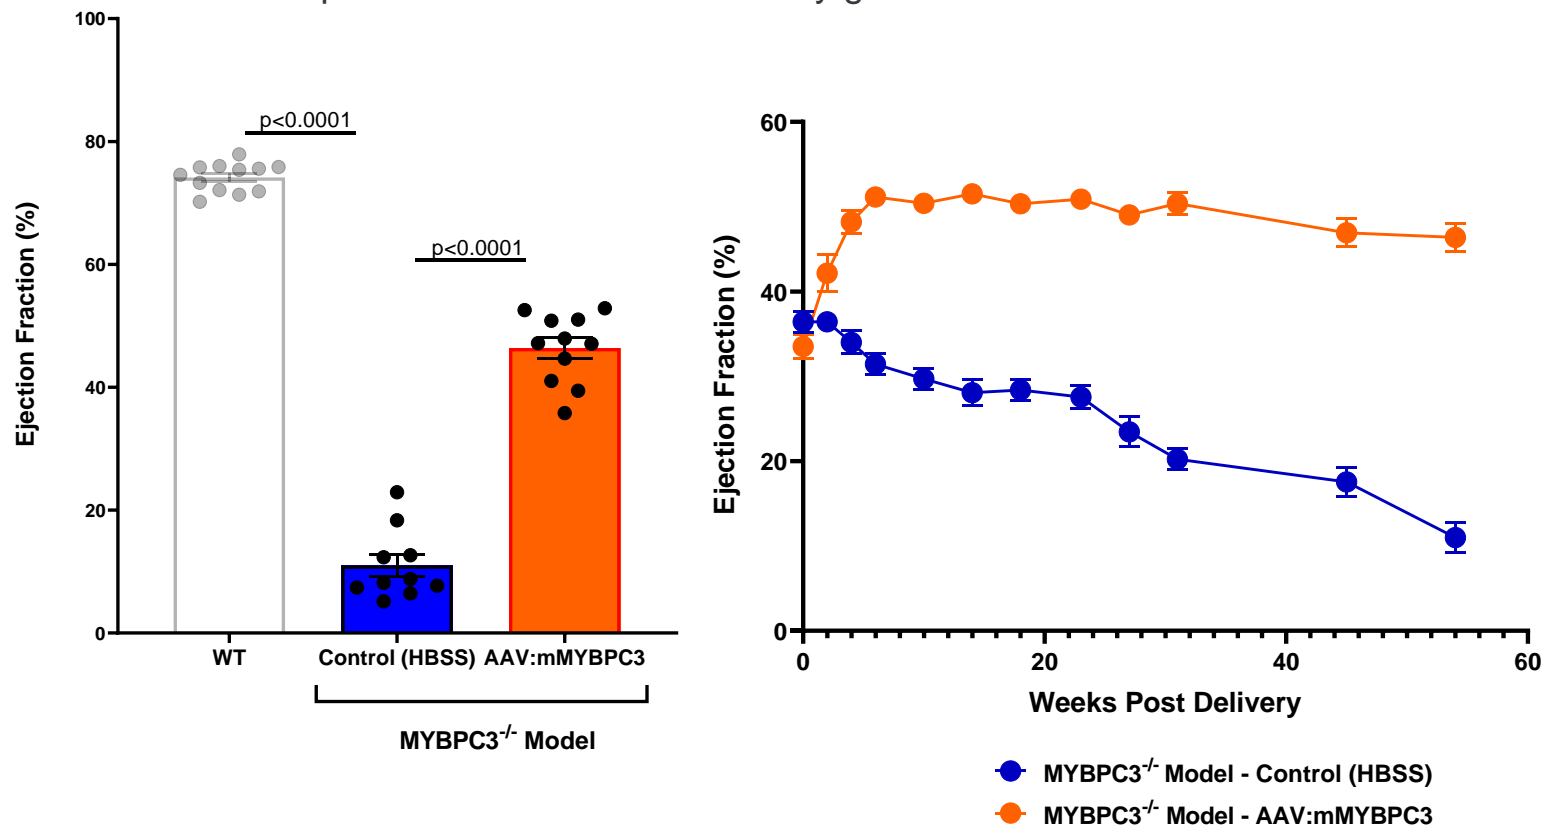 100
80
60
40
20
0
Ejection Fraction (%)
p<0.0001
p<0.0001
WT
Control (HBSS)
AAV:mMYBPC3
MYBPC3-/- Model
60
40
20
0
Ejection Fraction (%)
0
20
40
60
Weeks Post Delivery
MYBPC3-/- Model - Control (HBSS)
MYBPC3-/- Model - AAV:mMYBPC3